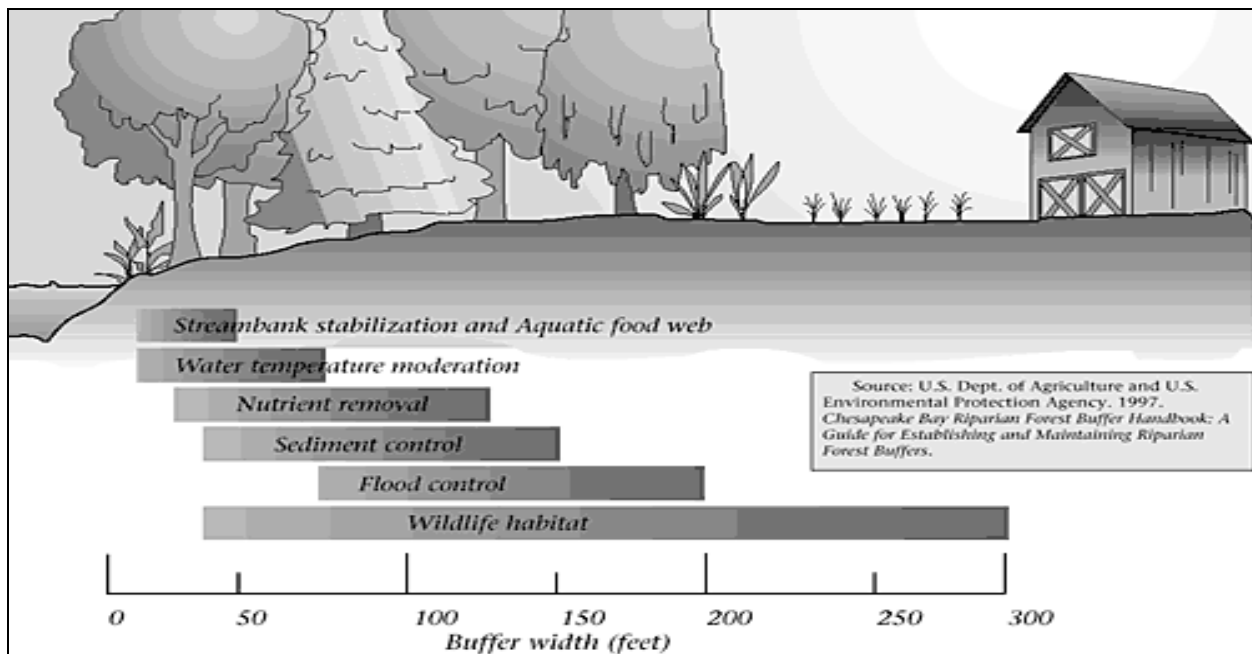 Streambank stabilization and Aquatic food web
Water temperature moderation
Nutrient removal
Sediment control
Flood control
Wildlife habitat
Source: U.S. Dept. of Agriculture and U.S.
Environmental Protection Agency. 1997.
Chesapeake Bay Riparian Forest Buffer Handbook: A
Guide for Establishing and Maintaining Riparian
Forest Buffers.
0 50 100 150 200 250 300
Buffer width (feet)